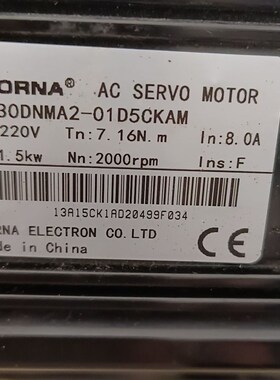 ORNA® AC SERVO MOTOR
30DNMA2-01D5CKAM
220V Tn:7.16N.m In:8.0A
1.5kw Nn:2000rpm Ins:F
13A15CK1AD20499F034
RNA ELECTRON CO.LTD
de in China
CE